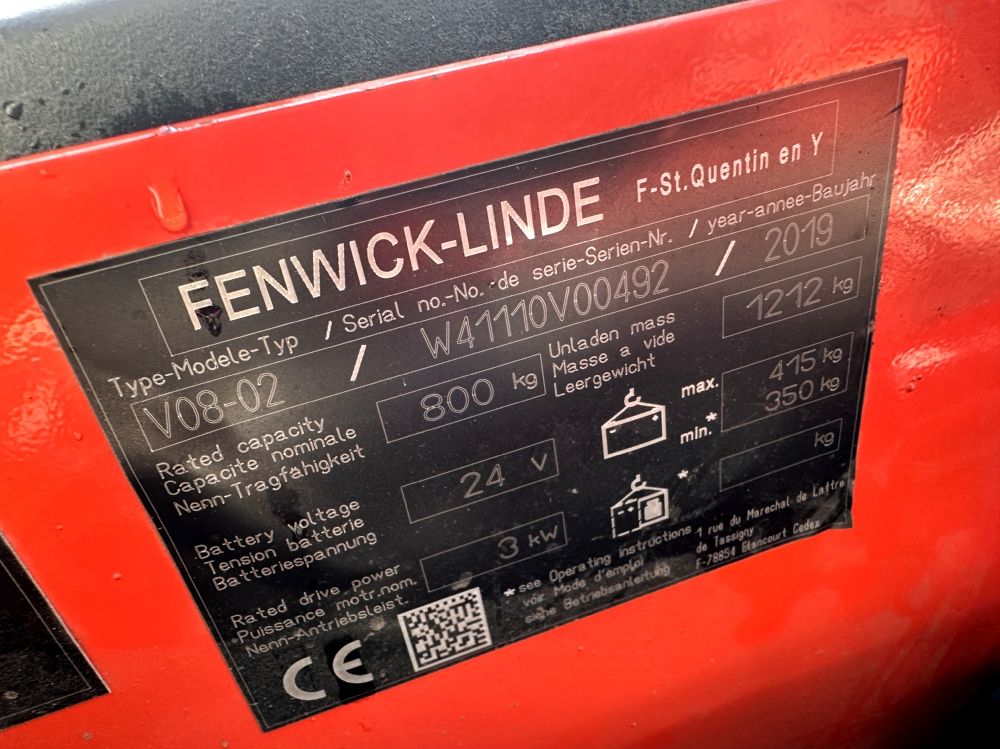 FENWICK-LINDE F-St.Quentin en Y
Type-Modele-Typ / Serial no.-No. de serie-Serien-Nr. / year-annee-Baujahr
V08-02 / W41110V00492 / 2019
Rated capacity
Capacite nominale
Nenn-Tragfähigkeit
800 kg
Unladen mass
Masse a vide
Leergewicht
1212 kg
Battery voltage
Tension batterie
Batteriespannung
24 V
max. 415 kg
min.* 350 kg
* kg
Rated drive power
Puissance motr.nom.
Nenn-Antriebsleist.
3 kW
* see Operating instructions
voir Mode d'emploi
siehe Betriebsanleitung
1 rue du Marechal de Lattre
de Tassigny
F-78854 Elancourt Cedex
CE